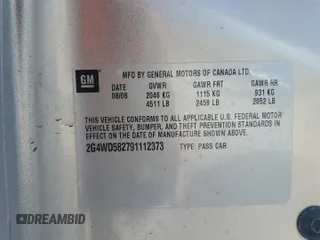 GM
MFD BY GENERAL MOTORS OF CANADA LTD.
DATE GVWR GAWR FRT GAWR RR
08/08 2046 KG 1115 KG 931 KG
4511 LB 2459 LB 2052 LB
THIS VEHICLE CONFORMS TO ALL APPLICABLE U.S. FEDERAL MOTOR
VEHICLE SAFETY, BUMPER, AND THEFT PREVENTION STANDARDS IN
EFFECT ON THE DATE OF MANUFACTURE SHOWN ABOVE.
2G4WD582791112373 TYPE: PASS CAR
DREAMBID